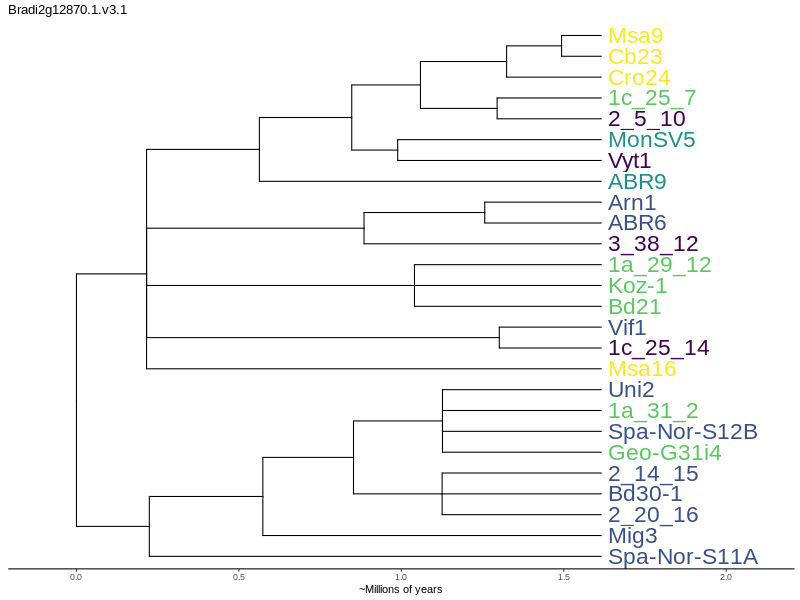 Bradi2g12870.1.v3.1
Msa9
Cb23
Cro24
1c_25_7
2_5_10
MonSV5
Vyt1
ABR9
Arn1
ABR6
3_38_12
1a_29_12
Koz-1
Bd21
Vif1
1c_25_14
Msa16
Uni2
1a_31_2
Spa-Nor-S12B
Geo-G31i4
2_14_15
Bd30-1
2_20_16
Mig3
Spa-Nor-S11A
0.0 0.5 1.0 1.5 2.0
~Millions of years